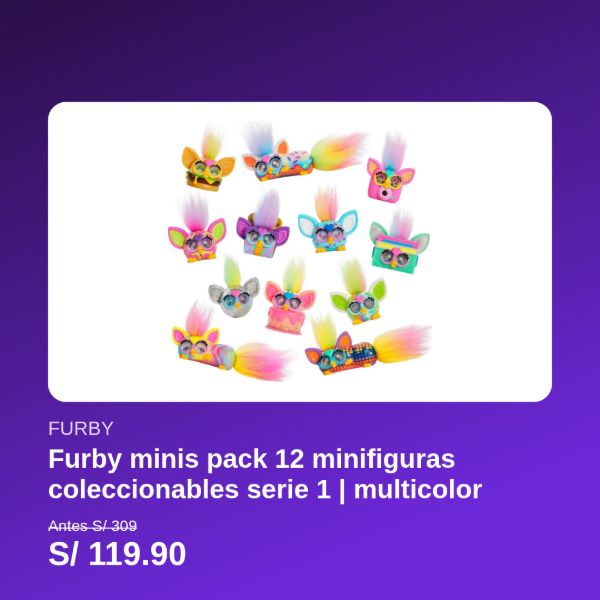 FURBY
Furby minis pack 12 minifiguras
coleccionables serie 1 | multicolor
Antes S/ 309
S/ 119.90